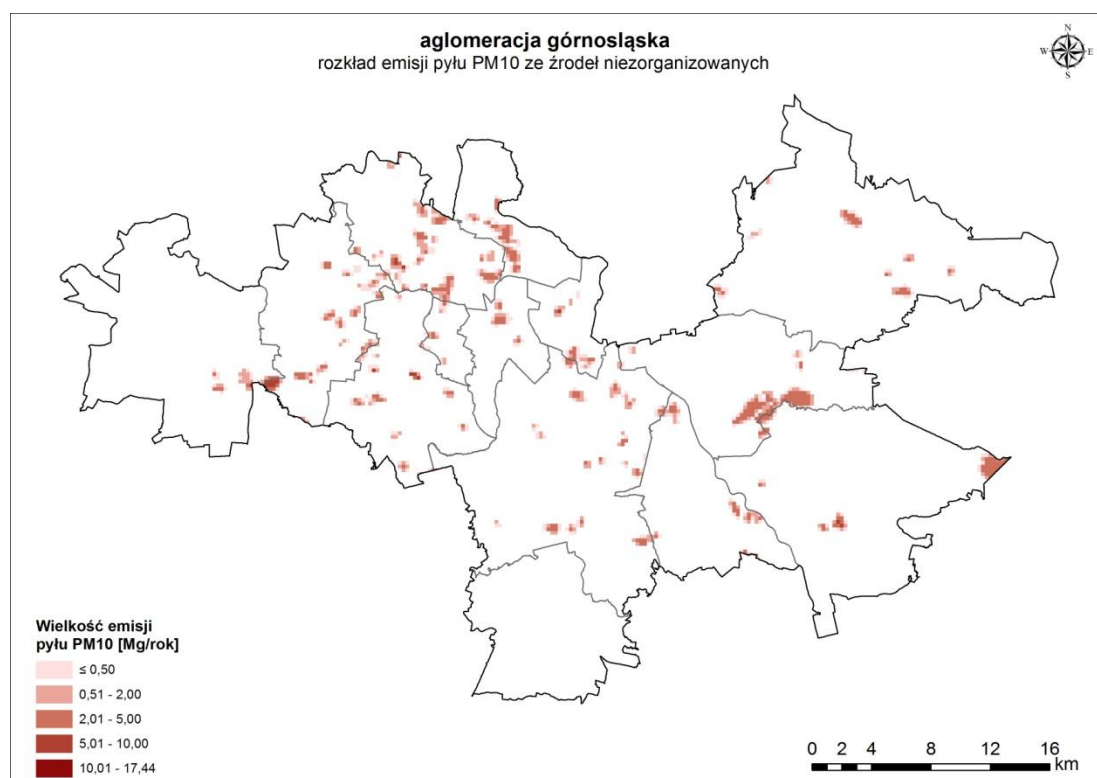 aglomeracja górnośląska
rozkład emisji pyłu PM10 ze źrodeł niezorganizowanych
N
W E
S
Wielkość emisji
pyłu PM10 [Mg/rok]
≤ 0,50
0,51 - 2,00
2,01 - 5,00
5,01 - 10,00
10,01 - 17,44
0 2 4 8 12 16
km